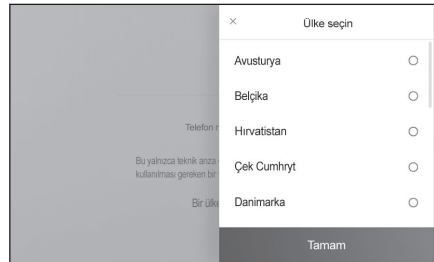 × Ülke seçin
Avusturya
Belçika
Hırvatistan
Çek Cumhryt
Danimarka
Tamam
Telefon
Bu yalnızca teknik arıza
kullanılması gereken bir
Bir ülke